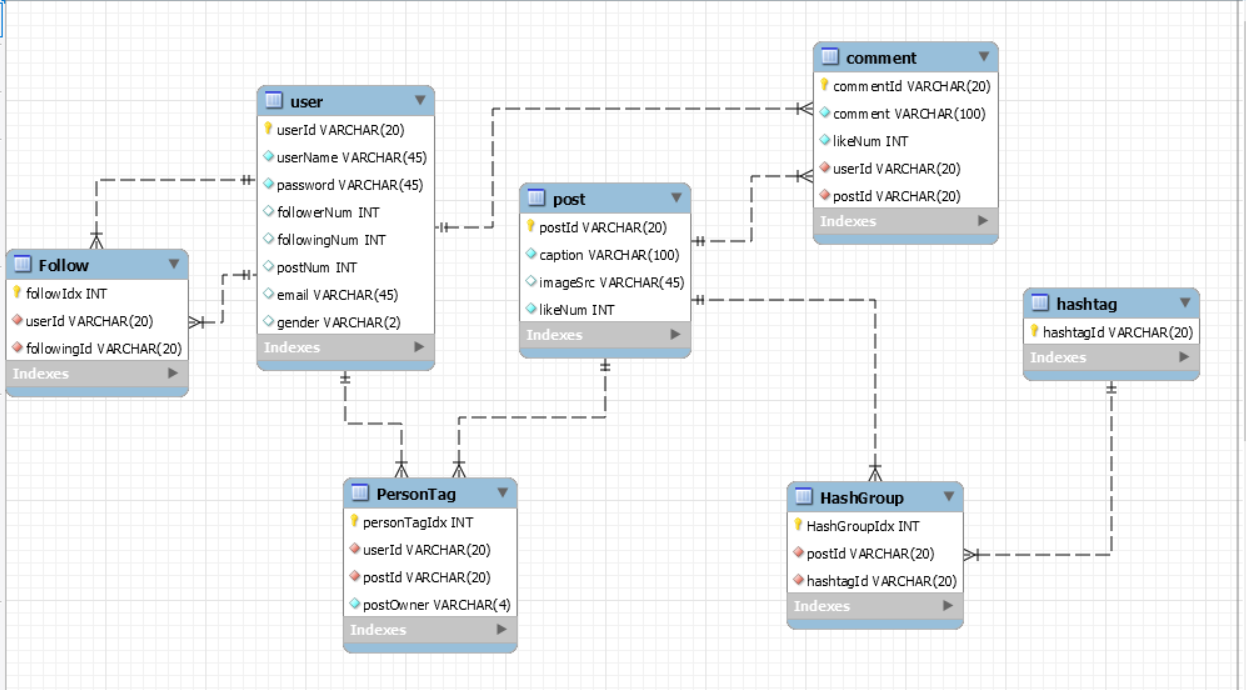 user
userId VARCHAR(20)
userName VARCHAR(45)
password VARCHAR(45)
followerNum INT
followingNum INT
postNum INT
email VARCHAR(45)
gender VARCHAR(2)
Indexes
Follow
followIdx INT
userId VARCHAR(20)
followingId VARCHAR(20)
Indexes
post
postId VARCHAR(20)
caption VARCHAR(100)
imageSrc VARCHAR(45)
likeNum INT
Indexes
comment
commentId VARCHAR(20)
comment VARCHAR(100)
likeNum INT
userId VARCHAR(20)
postId VARCHAR(20)
Indexes
hashtag
hashtagId VARCHAR(20)
Indexes
PersonTag
personTagIdx INT
userId VARCHAR(20)
postId VARCHAR(20)
postOwner VARCHAR(4)
Indexes
HashGroup
HashGroupIdx INT
postId VARCHAR(20)
hashtagId VARCHAR(20)
Indexes